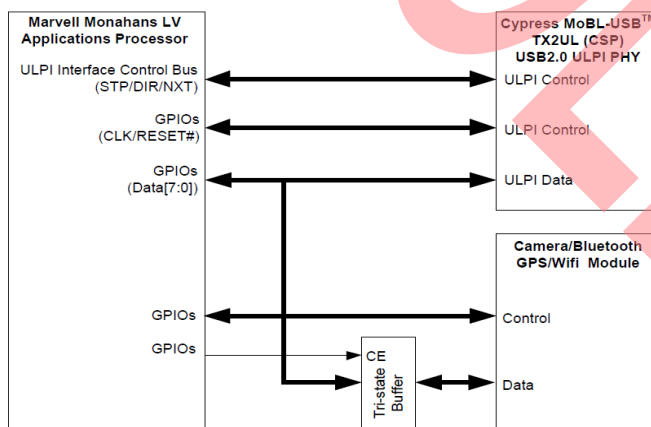 Marvell Monahans LV
Applications Processor
ULPI Interface Control Bus
(STP/DIR/NXT)
GPIOs
(CLK/RESET#)
GPIOs
(Data[7:0])
GPIOs
GPIOs
Cypress MoBL-USB™
TX2UL (CSP)
USB2.0 ULPI PHY
ULPI Control
ULPI Control
ULPI Data
Camera/Bluetooth
GPS/Wifi Module
Control
Data
CE
Tri-state
Buffer